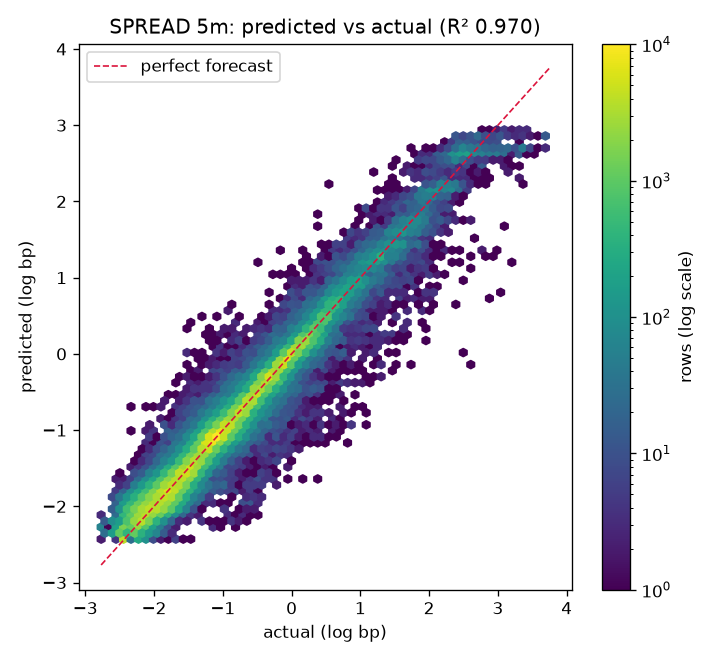 SPREAD 5m: predicted vs actual (R² 0.970)
perfect forecast
4
3
2
1
0
−1
−2
−3
predicted (log bp)
−3 −2 −1 0 1 2 3 4
actual (log bp)
10⁴
10³
10²
10¹
10⁰
rows (log scale)